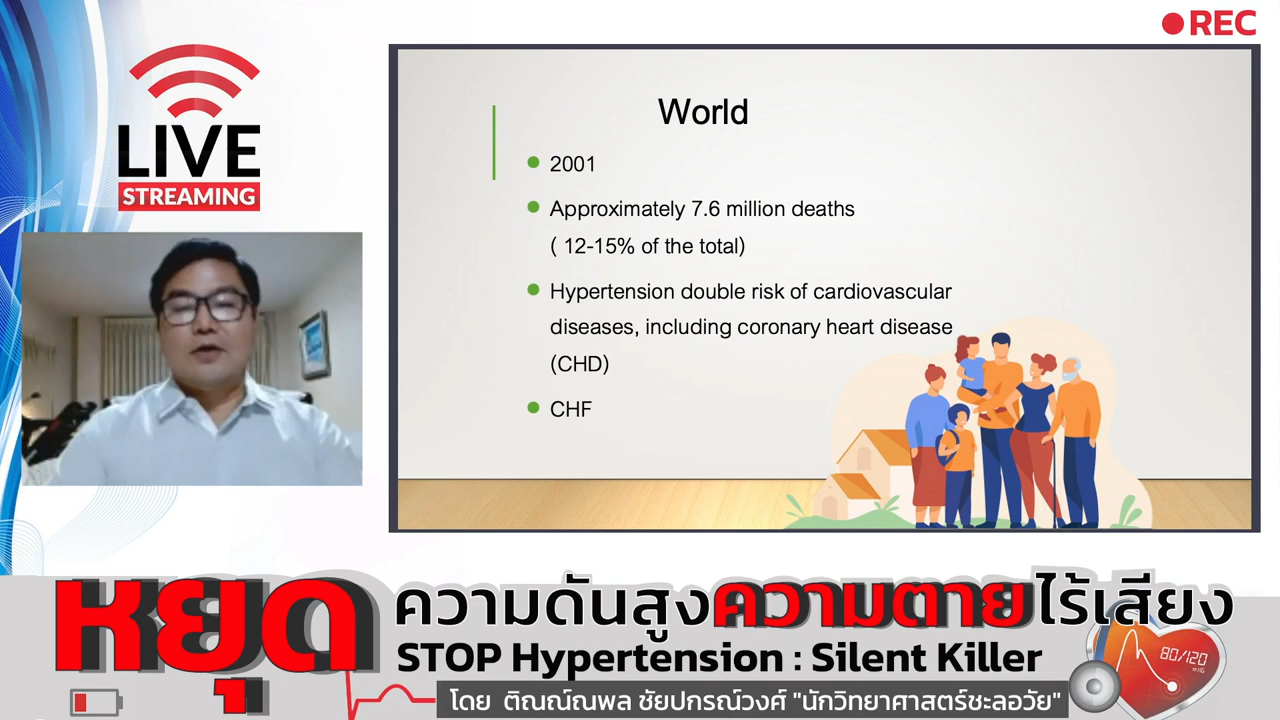 REC
LIVE
STREAMING
World
2001
Approximately 7.6 million deaths
( 12-15% of the total)
Hypertension double risk of cardiovascular
diseases, including coronary heart disease
(CHD)
CHF
หยุด ความดันสูงความตายไร้เสียง
STOP Hypertension : Silent Killer
80/120
mmHG
โดย ติณณ์ณพล ชัยปกรณ์วงศ์ "นักวิทยาศาสตร์ชะลอวัย"